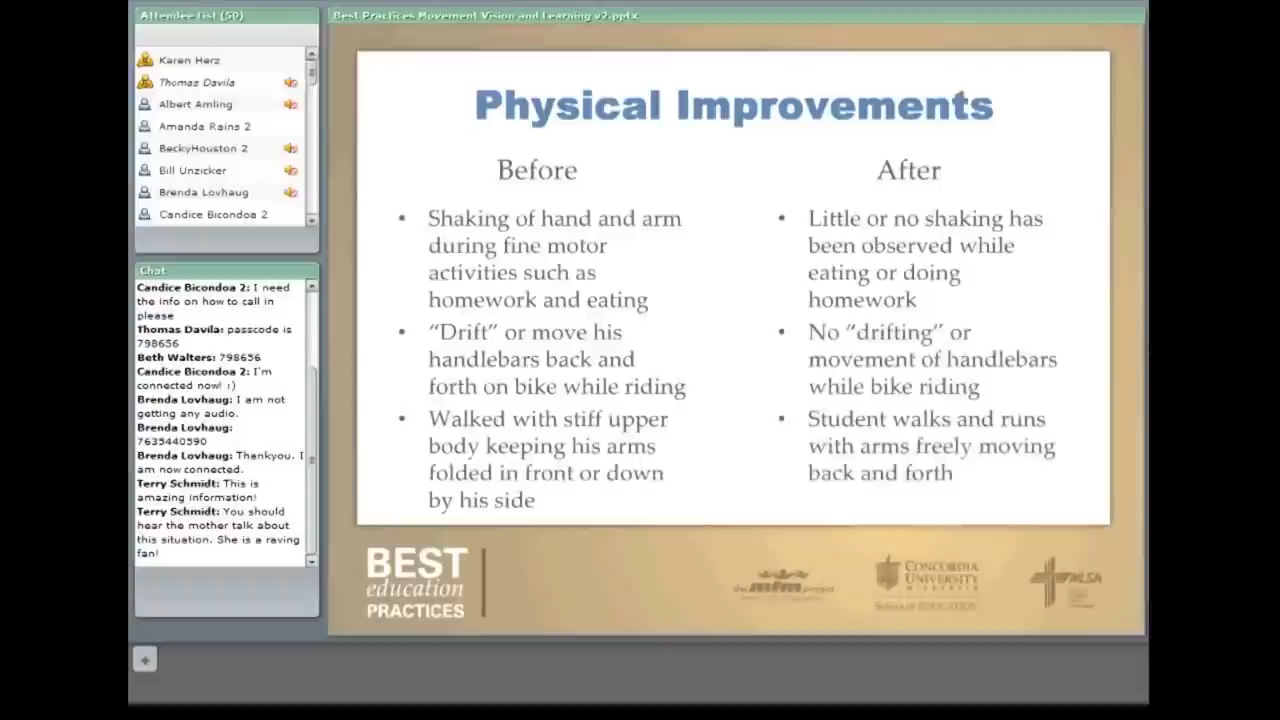 Attendee List (50)
Karen Herz
Thomas Davila
Albert Amling
Amanda Rains 2
BeckyHouston 2
Bill Unzicker
Brenda Lovhaug
Candice Bicondoa 2
Chat
Candice Bicondoa 2: I need
the info on how to call in
please
Thomas Davila: passcode is
798656
Beth Walters: 798656
Candice Bicondoa 2: I'm
connected now! :)
Brenda Lovhaug: I am not
getting any audio.
Brenda Lovhaug:
7635440590
Brenda Lovhaug: Thankyou. I
am now connected.
Terry Schmidt: This is
amazing information!
Terry Schmidt: You should
hear the mother talk about
this situation. She is a raving
fan!
Best Practices Movement Vision and Learning v2.pptx
Physical Improvements
Before
• Shaking of hand and arm
during fine motor
activities such as
homework and eating
• “Drift” or move his
handlebars back and
forth on bike while riding
• Walked with stiff upper
body keeping his arms
folded in front or down
by his side
After
• Little or no shaking has
been observed while
eating or doing
homework
• No “drifting” or
movement of handlebars
while bike riding
• Student walks and runs
with arms freely moving
back and forth
BEST
education
PRACTICES
the mfm project
CONCORDIA
UNIVERSITY
School of EDUCATION
MLSA